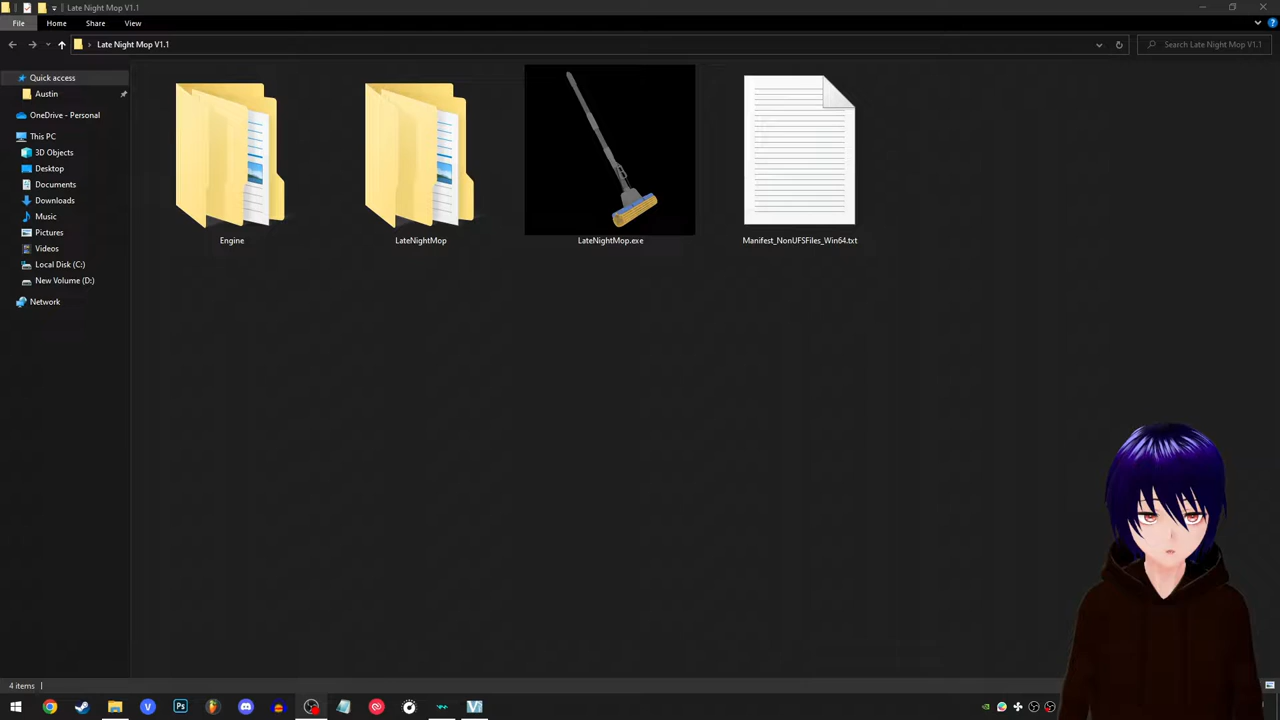 Late Night Mop V1.1
File Home Share View
Late Night Mop V1.1
Search Late Night Mop V1.1
Quick access
Austin
OneDrive - Personal
This PC
3D Objects
Desktop
Documents
Downloads
Music
Pictures
Videos
Local Disk (C:)
New Volume (D:)
Network
Engine
LateNightMop
LateNightMop.exe
Manifest_NonUFSFiles_Win64.txt
4 items
Ps